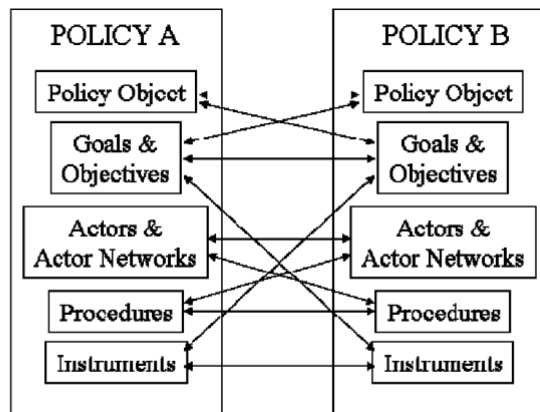 POLICY A
Policy Object
Goals &
Objectives
Actors &
Actor Networks
Procedures
Instruments
POLICY B
Policy Object
Goals &
Objectives
Actors &
Actor Networks
Procedures
Instruments